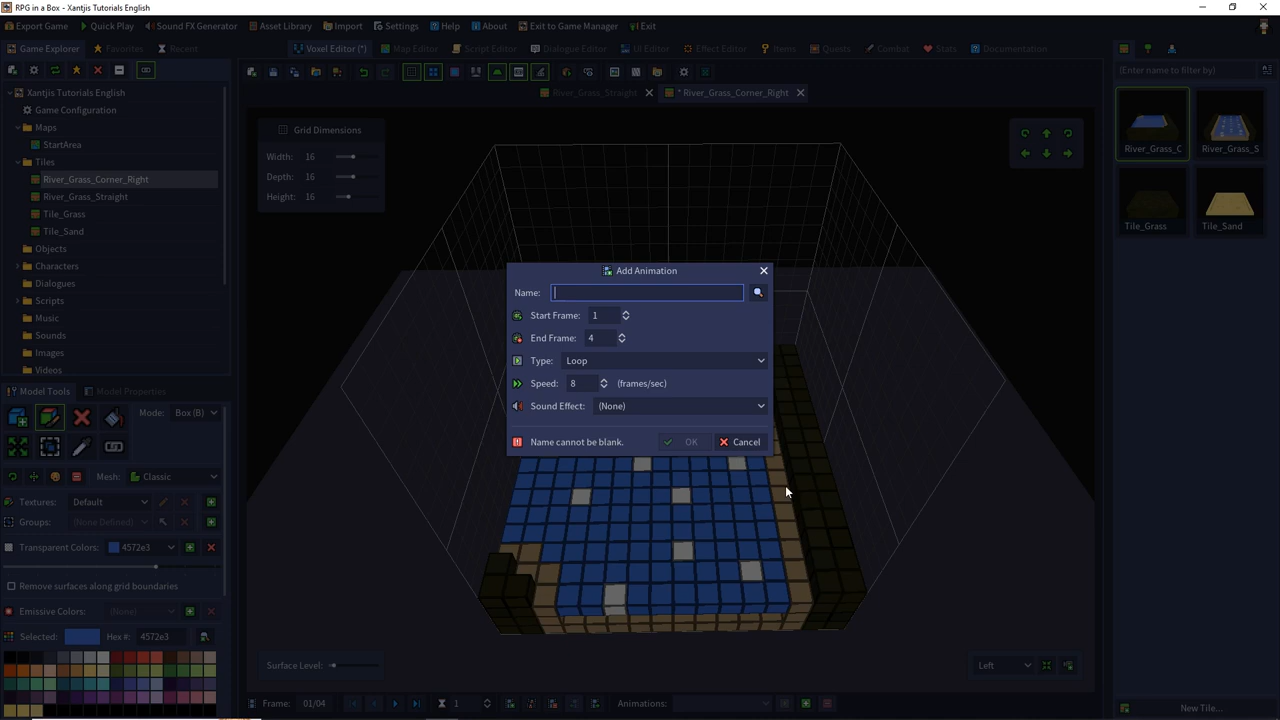 RPG in a Box - Xantjis Tutorials English
Export Game Quick Play Sound FX Generator Asset Library Import Settings Help About Exit to Game Manager Exit
Game Explorer Favorites Recent Voxel Editor (*) Map Editor Script Editor Dialogue Editor UI Editor Effect Editor Items Quests Combat Stats Documentation
(Enter name to filter by)
Xantjis Tutorials English
Game Configuration
Maps
StartArea
Tiles
River_Grass_Corner_Right
River_Grass_Straight
Tile_Grass
Tile_Sand
Objects
Characters
Dialogues
Scripts
Music
Sounds
Images
Videos
River_Grass_Straight * River_Grass_Corner_Right
Grid Dimensions
Width: 16
Depth: 16
Height: 16
River_Grass_C River_Grass_S
Tile_Grass Tile_Sand
Add Animation
Name:
Start Frame: 1
End Frame: 4
Type: Loop
Speed: 8 (frames/sec)
Sound Effect: (None)
Name cannot be blank. OK Cancel
Model Tools Model Properties
Mode: Box (B)
Mesh: Classic
Textures: Default
Groups: (None Defined)
Transparent Colors: 4572e3
Remove surfaces along grid boundaries
Emissive Colors: (None)
Selected: Hex #: 4572e3
Surface Level:
Left
Frame: 01/04 1 Animations:
New Tile...